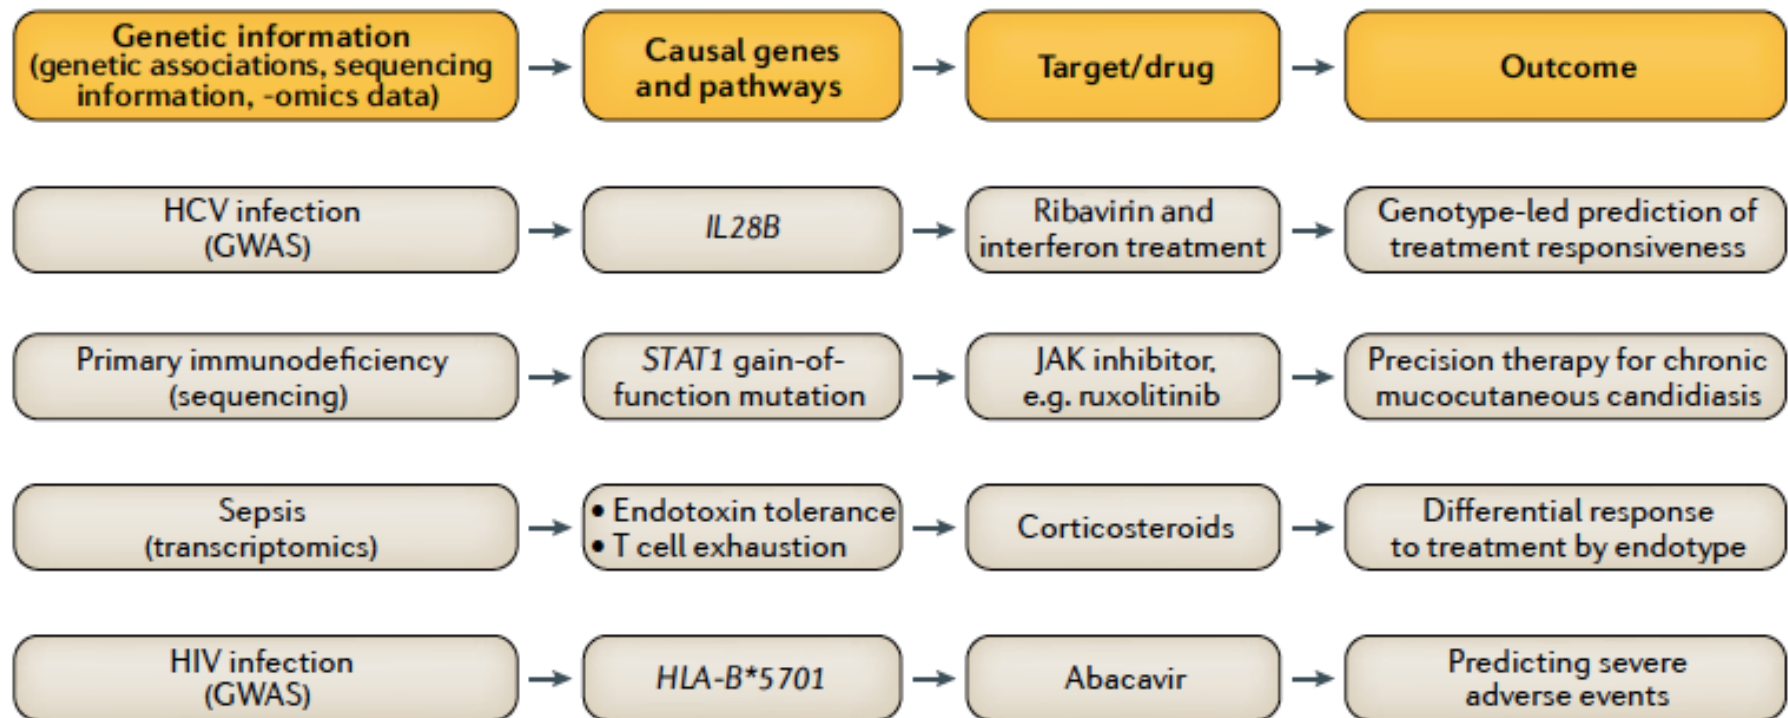 Genetic information
(genetic associations, sequencing
information, -omics data)
Causal genes
and pathways
Target/drug
Outcome
HCV infection
(GWAS)
IL28B
Ribavirin and
interferon treatment
Genotype-led prediction of
treatment responsiveness
Primary immunodeficiency
(sequencing)
STAT1 gain-of-
function mutation
JAK inhibitor,
e.g. ruxolitinib
Precision therapy for chronic
mucocutaneous candidiasis
Sepsis
(transcriptomics)
• Endotoxin tolerance
• T cell exhaustion
Corticosteroids
Differential response
to treatment by endotype
HIV infection
(GWAS)
HLA-B*5701
Abacavir
Predicting severe
adverse events